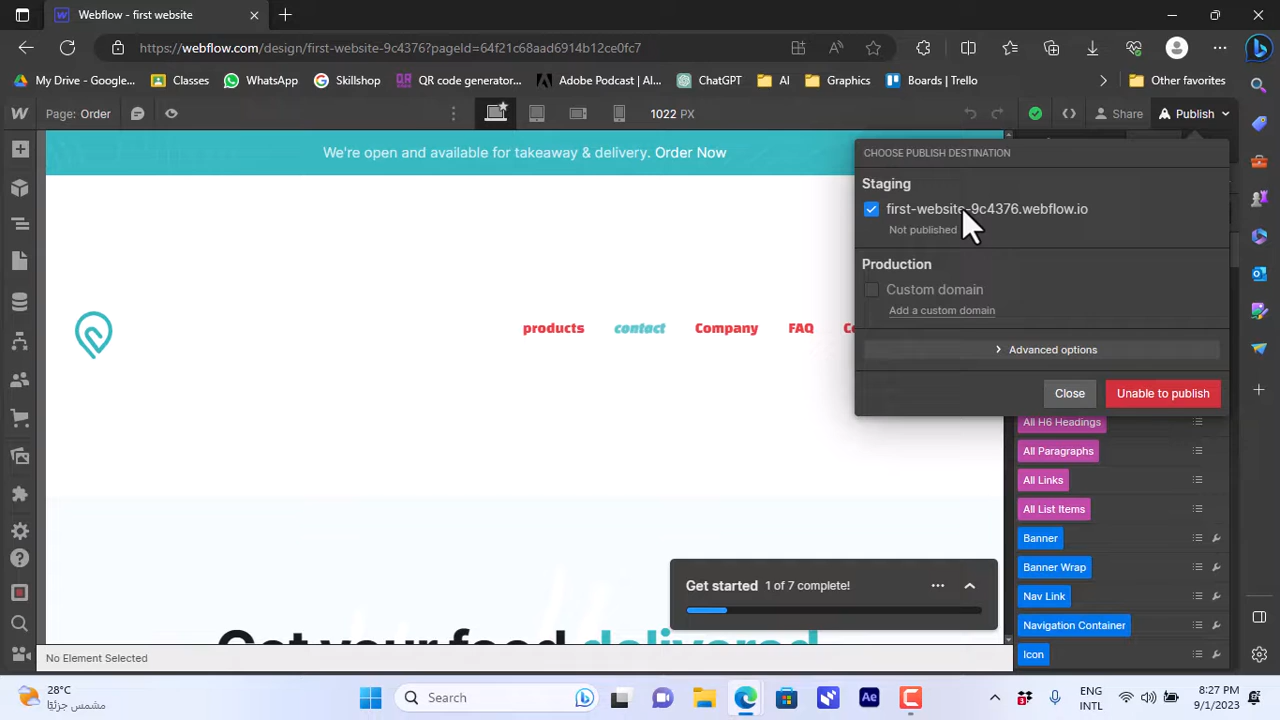 Webflow - first website
https://webflow.com/design/first-website-9c4376?pageId=64f21c68aad6914b12ce0fc7
My Drive - Google...
Classes
WhatsApp
Skillshop
QR code generator...
Adobe Podcast | Al...
ChatGPT
AI
Graphics
Boards | Trello
Other favorites
Page: Order
1022 PX
Share
Publish
We're open and available for takeaway & delivery. Order Now
CHOOSE PUBLISH DESTINATION
Staging
first-website-9c4376.webflow.io
Not published
Production
Custom domain
Add a custom domain
Advanced options
Close
Unable to publish
products
contact
Company
FAQ
All H6 Headings
All Paragraphs
All Links
All List Items
Banner
Banner Wrap
Nav Link
Navigation Container
Icon
Get started
1 of 7 complete!
Get your food delivered
No Element Selected
28°C
مشمس جزئيًا
Search
ENG
INTL
8:27 PM
9/1/2023